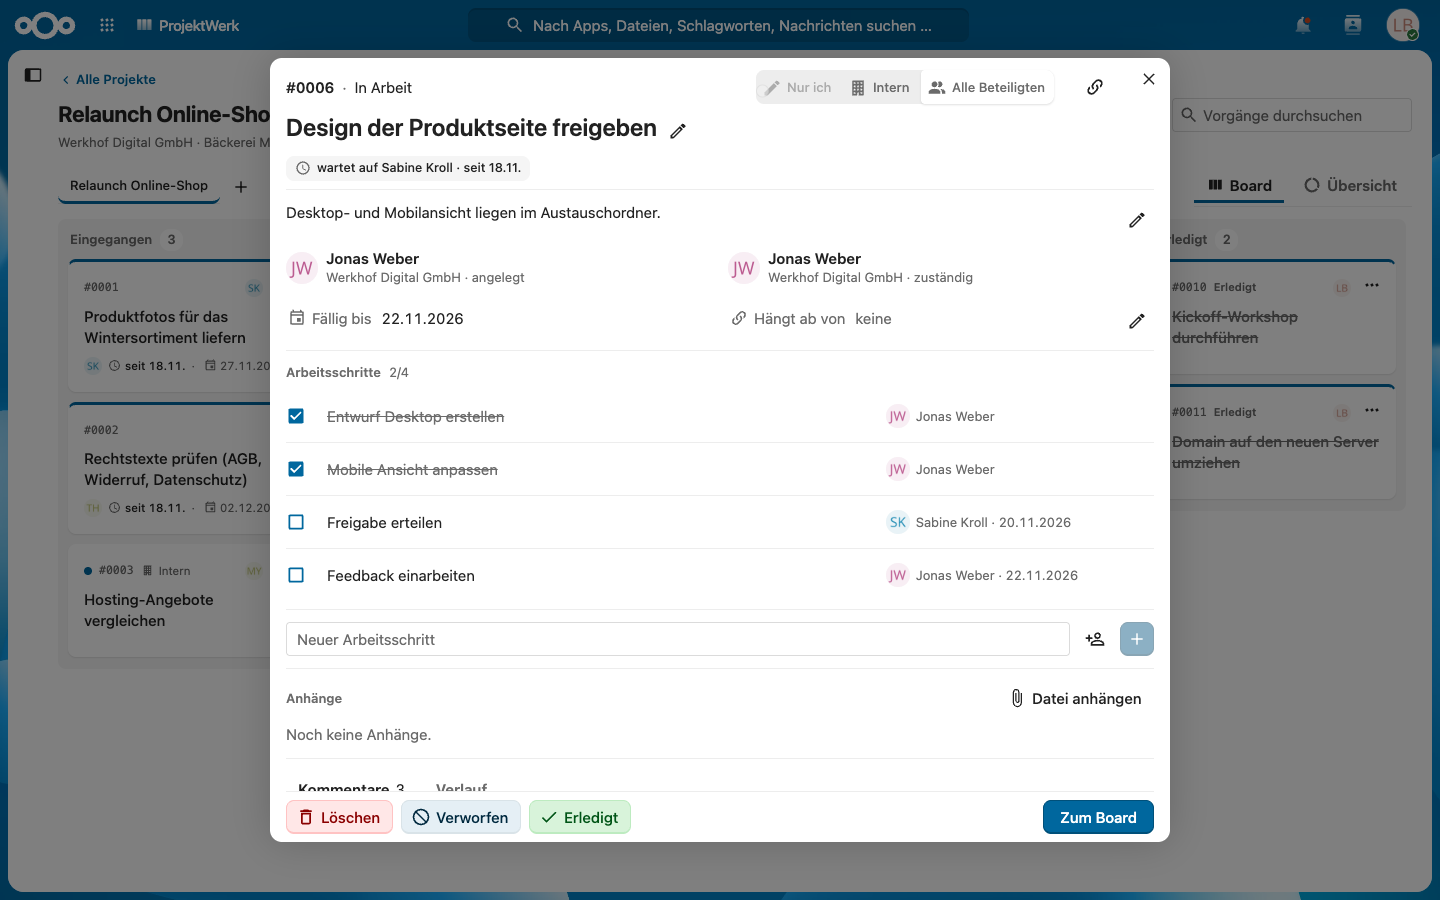 ProjektWerk
Nach Apps, Dateien, Schlagworten, Nachrichten suchen ...
LB
Alle Projekte
Relaunch Online-Sho
Werkhof Digital GmbH · Bäckerei M
Vorgänge durchsuchen
Relaunch Online-Shop
Board
Übersicht
Eingegangen 3
#0001
SK
Produktfotos für das
Wintersortiment liefern
SK seit 18.11. · 27.11.20
#0002
Rechtstexte prüfen (AGB,
Widerruf, Datenschutz)
TH seit 18.11. · 02.12.20
#0003 Intern
MY
Hosting-Angebote
vergleichen
#0006 · In Arbeit
Nur ich
Intern
Alle Beteiligten
Design der Produktseite freigeben
wartet auf Sabine Kroll · seit 18.11.
Desktop- und Mobilansicht liegen im Austauschordner.
JW
Jonas Weber
Werkhof Digital GmbH · angelegt
JW
Jonas Weber
Werkhof Digital GmbH · zuständig
Fällig bis 22.11.2026
Hängt ab von keine
Arbeitsschritte 2/4
Entwurf Desktop erstellen
JW Jonas Weber
Mobile Ansicht anpassen
JW Jonas Weber
Freigabe erteilen
SK Sabine Kroll · 20.11.2026
Feedback einarbeiten
JW Jonas Weber · 22.11.2026
Neuer Arbeitsschritt
Anhänge
Datei anhängen
Noch keine Anhänge.
Kommentare 3
Verlauf
Löschen
Verworfen
Erledigt
Zum Board
rledigt 2
#0010 Erledigt
LB
Kickoff-Workshop
durchführen
#0011 Erledigt
LB
Domain auf den neuen Server
umziehen